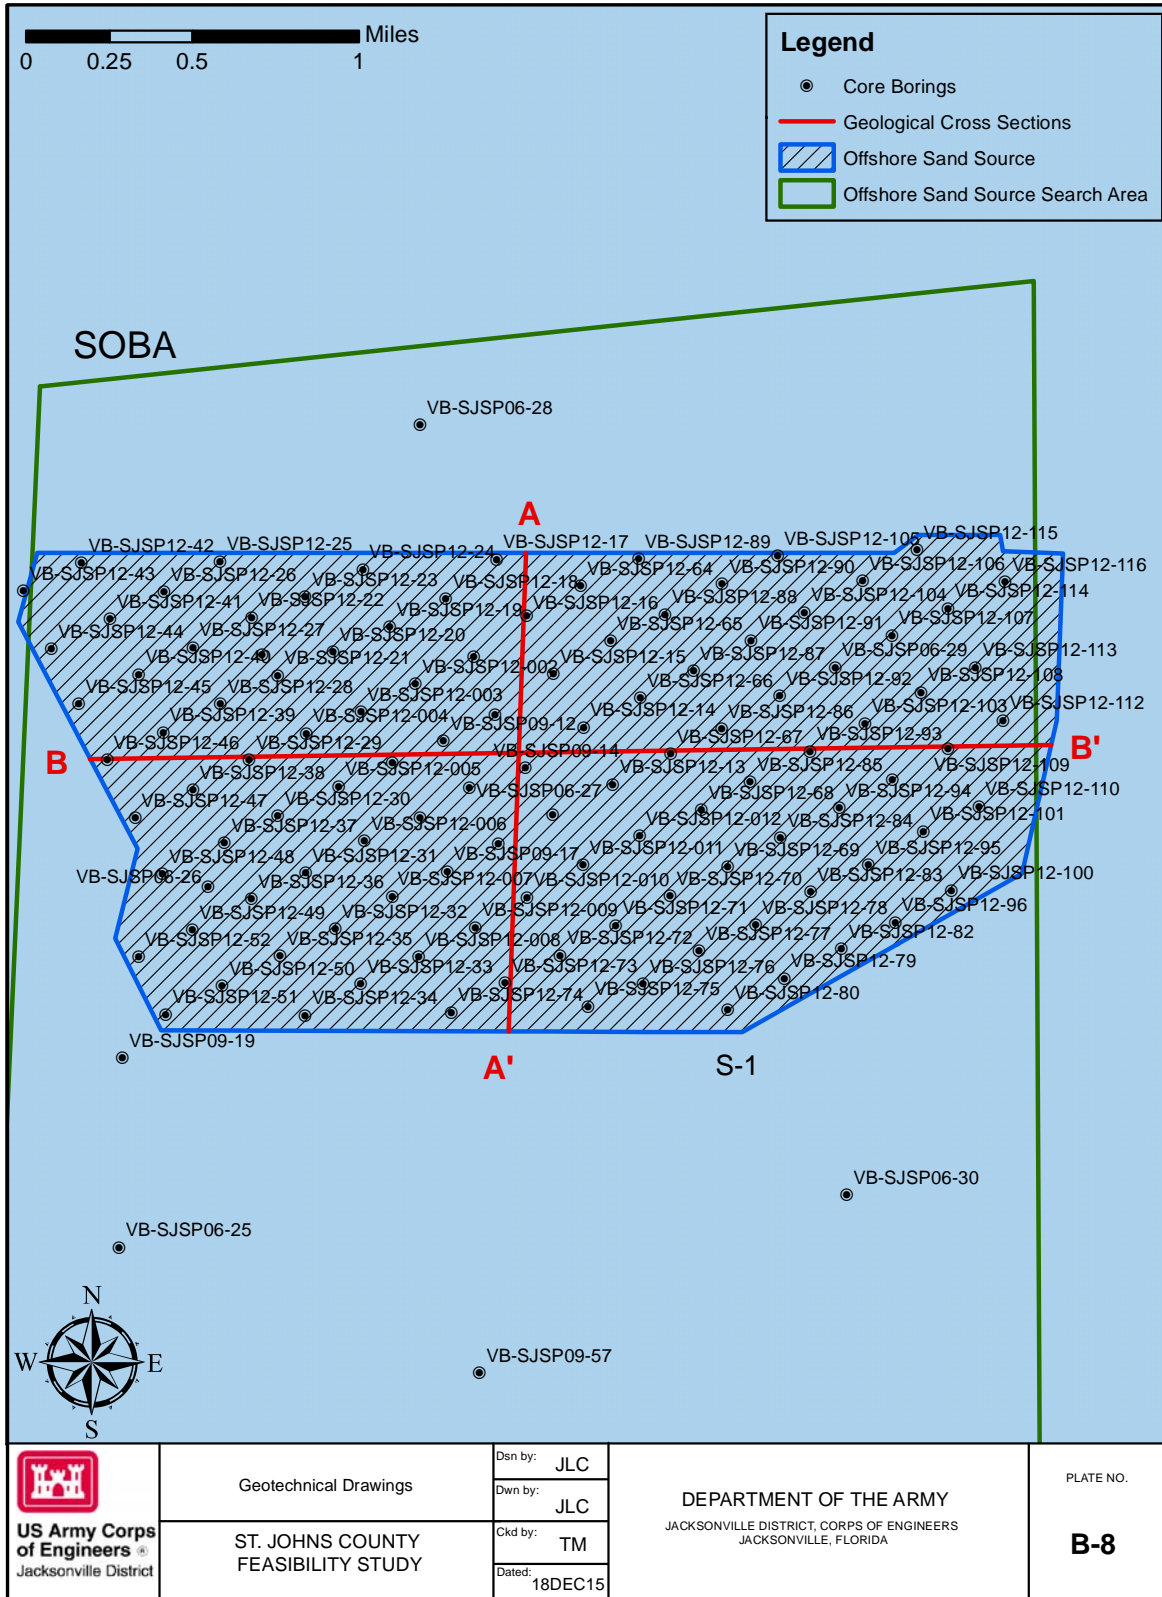 Miles
0 0.25 0.5 1
Legend
Core Borings
Geological Cross Sections
Offshore Sand Source
Offshore Sand Source Search Area
SOBA
VB-SJSP06-28
A
VB-SJSP12-115
VB-SJSP12-105
VB-SJSP12-89
VB-SJSP12-17
VB-SJSP12-25
VB-SJSP12-42
VB-SJSP12-24
VB-SJSP12-106
VB-SJSP12-116
VB-SJSP12-90
VB-SJSP12-64
VB-SJSP12-43
VB-SJSP12-26
VB-SJSP12-23
VB-SJSP12-18
VB-SJSP12-114
VB-SJSP12-104
VB-SJSP12-88
VB-SJSP12-16
VB-SJSP12-41
VB-SJSP12-22
VB-SJSP12-19
VB-SJSP12-107
VB-SJSP12-91
VB-SJSP12-65
VB-SJSP12-44
VB-SJSP12-27
VB-SJSP12-20
VB-SJSP06-29
VB-SJSP12-113
VB-SJSP12-87
VB-SJSP12-15
VB-SJSP12-40
VB-SJSP12-21
VB-SJSP12-002
VB-SJSP12-108
VB-SJSP12-92
VB-SJSP12-66
VB-SJSP12-45
VB-SJSP12-28
VB-SJSP12-003
VB-SJSP12-112
VB-SJSP12-103
VB-SJSP12-86
VB-SJSP12-14
VB-SJSP12-39
VB-SJSP12-004
VB-SJSP09-12
VB-SJSP12-93
VB-SJSP12-67
VB-SJSP12-46
VB-SJSP12-29
VB-SJSP09-14
B
B'
VB-SJSP12-109
VB-SJSP12-85
VB-SJSP12-13
VB-SJSP12-38
VB-SJSP12-005
VB-SJSP06-27
VB-SJSP12-110
VB-SJSP12-94
VB-SJSP12-68
VB-SJSP12-47
VB-SJSP12-30
VB-SJSP12-101
VB-SJSP12-84
VB-SJSP12-012
VB-SJSP12-37
VB-SJSP12-006
VB-SJSP12-95
VB-SJSP12-69
VB-SJSP12-011
VB-SJSP12-48
VB-SJSP12-31
VB-SJSP09-17
VB-SJSP12-100
VB-SJSP12-83
VB-SJSP12-70
VB-SJSP06-26
VB-SJSP12-36
VB-SJSP12-007
VB-SJSP12-010
VB-SJSP12-96
VB-SJSP12-78
VB-SJSP12-71
VB-SJSP12-49
VB-SJSP12-32
VB-SJSP12-009
VB-SJSP12-82
VB-SJSP12-77
VB-SJSP12-72
VB-SJSP12-52
VB-SJSP12-35
VB-SJSP12-008
VB-SJSP12-79
VB-SJSP12-76
VB-SJSP12-73
VB-SJSP12-50
VB-SJSP12-33
VB-SJSP12-80
VB-SJSP12-75
VB-SJSP12-74
VB-SJSP12-51
VB-SJSP12-34
VB-SJSP09-19
A'
S-1
VB-SJSP06-30
VB-SJSP06-25
VB-SJSP09-57
N
W E
S
US Army Corps
of Engineers ®
Jacksonville District
Geotechnical Drawings
ST. JOHNS COUNTY
FEASIBILITY STUDY
Dsn by: JLC
Dwn by: JLC
Ckd by: TM
Dated: 18DEC15
DEPARTMENT OF THE ARMY
JACKSONVILLE DISTRICT, CORPS OF ENGINEERS
JACKSONVILLE, FLORIDA
PLATE NO.
B-8